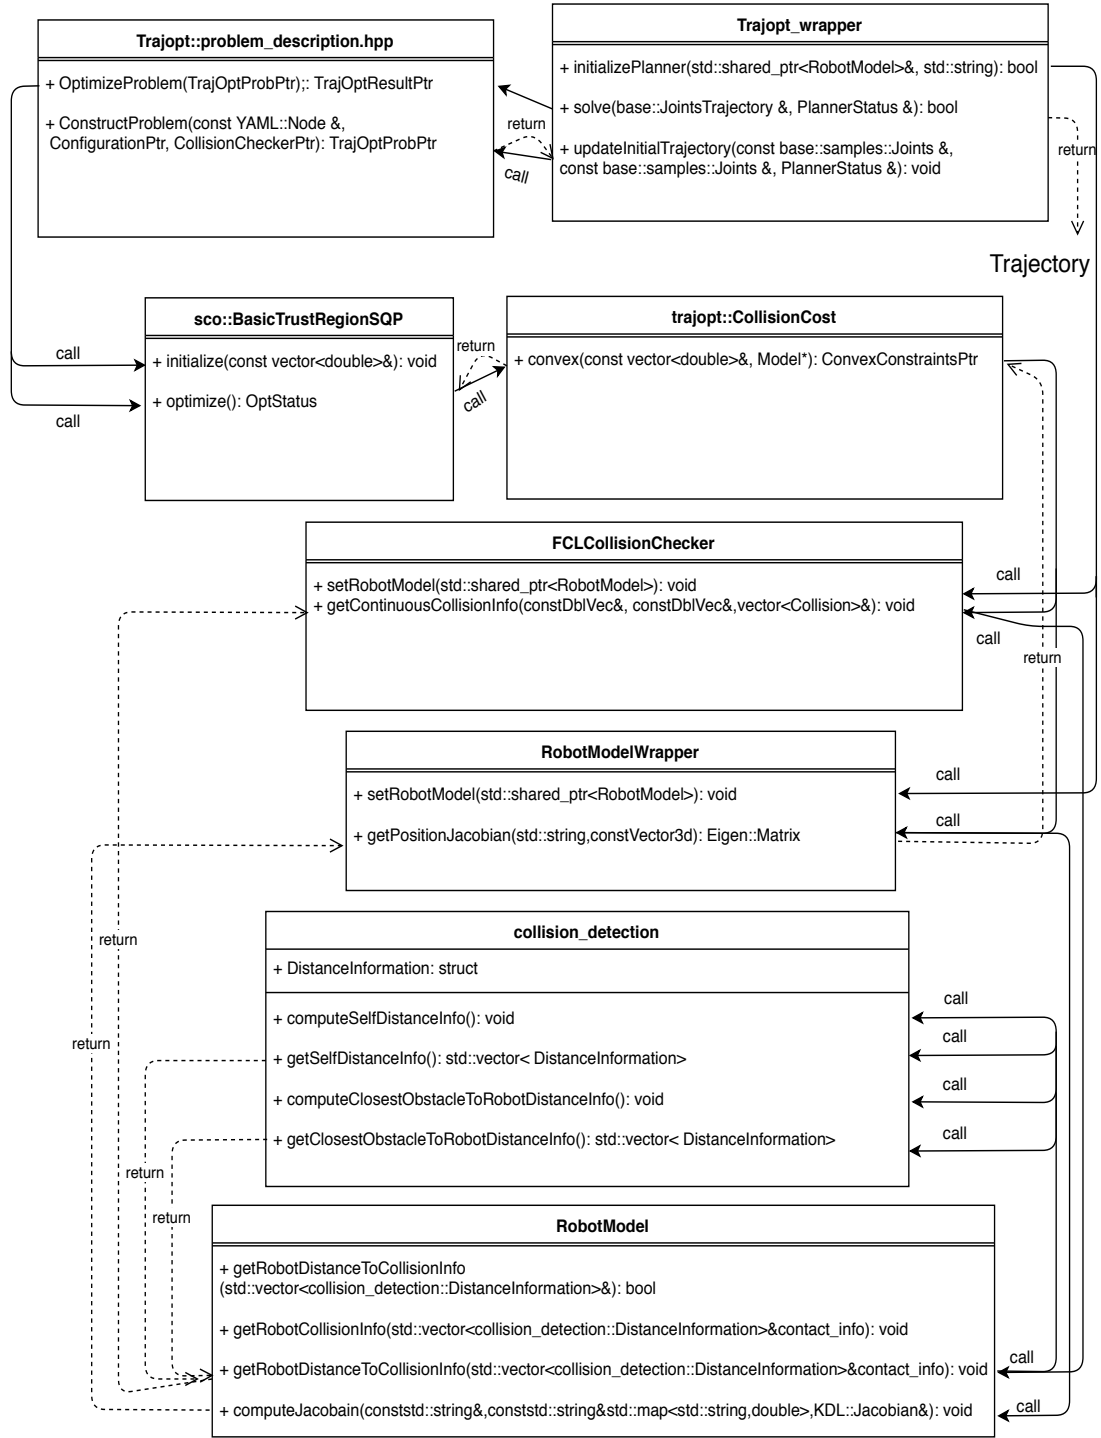 Trajopt::problem_description.hpp
+ OptimizeProblem(TrajOptProbPtr);: TrajOptResultPtr
+ ConstructProblem(const YAML::Node &,
ConfigurationPtr, CollisionCheckerPtr): TrajOptProbPtr
Trajopt_wrapper
+ initializePlanner(std::shared_ptr<RobotModel>&, std::string): bool
+ solve(base::JointsTrajectory &, PlannerStatus &): bool
+ updateInitialTrajectory(const base::samples::Joints &,
const base::samples::Joints &, PlannerStatus &): void
return
call
return
Trajectory
sco::BasicTrustRegionSQP
+ initialize(const vector<double>&): void
+ optimize(): OptStatus
call
call
return
call
trajopt::CollisionCost
+ convex(const vector<double>&, Model*): ConvexConstraintsPtr
FCLCollisionChecker
+ setRobotModel(std::shared_ptr<RobotModel>): void
+ getContinuousCollisionInfo(constDblVec&, constDblVec&,vector<Collision>&): void
call
call
return
RobotModelWrapper
+ setRobotModel(std::shared_ptr<RobotModel>): void
+ getPositionJacobian(std::string,constVector3d): Eigen::Matrix
call
call
return
return
collision_detection
+ DistanceInformation: struct
+ computeSelfDistanceInfo(): void
+ getSelfDistanceInfo(): std::vector< DistanceInformation>
+ computeClosestObstacleToRobotDistanceInfo(): void
+ getClosestObstacleToRobotDistanceInfo(): std::vector< DistanceInformation>
call
call
call
call
return
return
RobotModel
+ getRobotDistanceToCollisionInfo
(std::vector<collision_detection::DistanceInformation>&): bool
+ getRobotCollisionInfo(std::vector<collision_detection::DistanceInformation>&contact_info): void
+ getRobotDistanceToCollisionInfo(std::vector<collision_detection::DistanceInformation>&contact_info): void
+ computeJacobain(conststd::string&,conststd::string&std::map<std::string,double>,KDL::Jacobian&): void
call
call